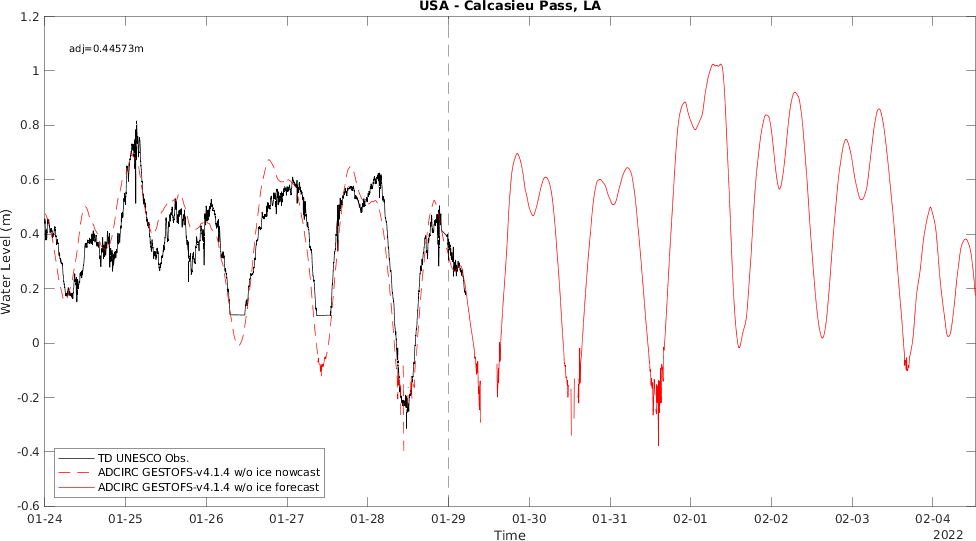 USA - Calcasieu Pass, LA
1.2
adj=0.44573m
1
0.8
0.6
0.4
0.2
0
-0.2
-0.4
-0.6
Water Level (m)
TD UNESCO Obs.
ADCIRC GESTOFS-v4.1.4 w/o ice nowcast
ADCIRC GESTOFS-v4.1.4 w/o ice forecast
01-24 01-25 01-26 01-27 01-28 01-29 01-30 01-31 02-01 02-02 02-03 02-04
Time
2022